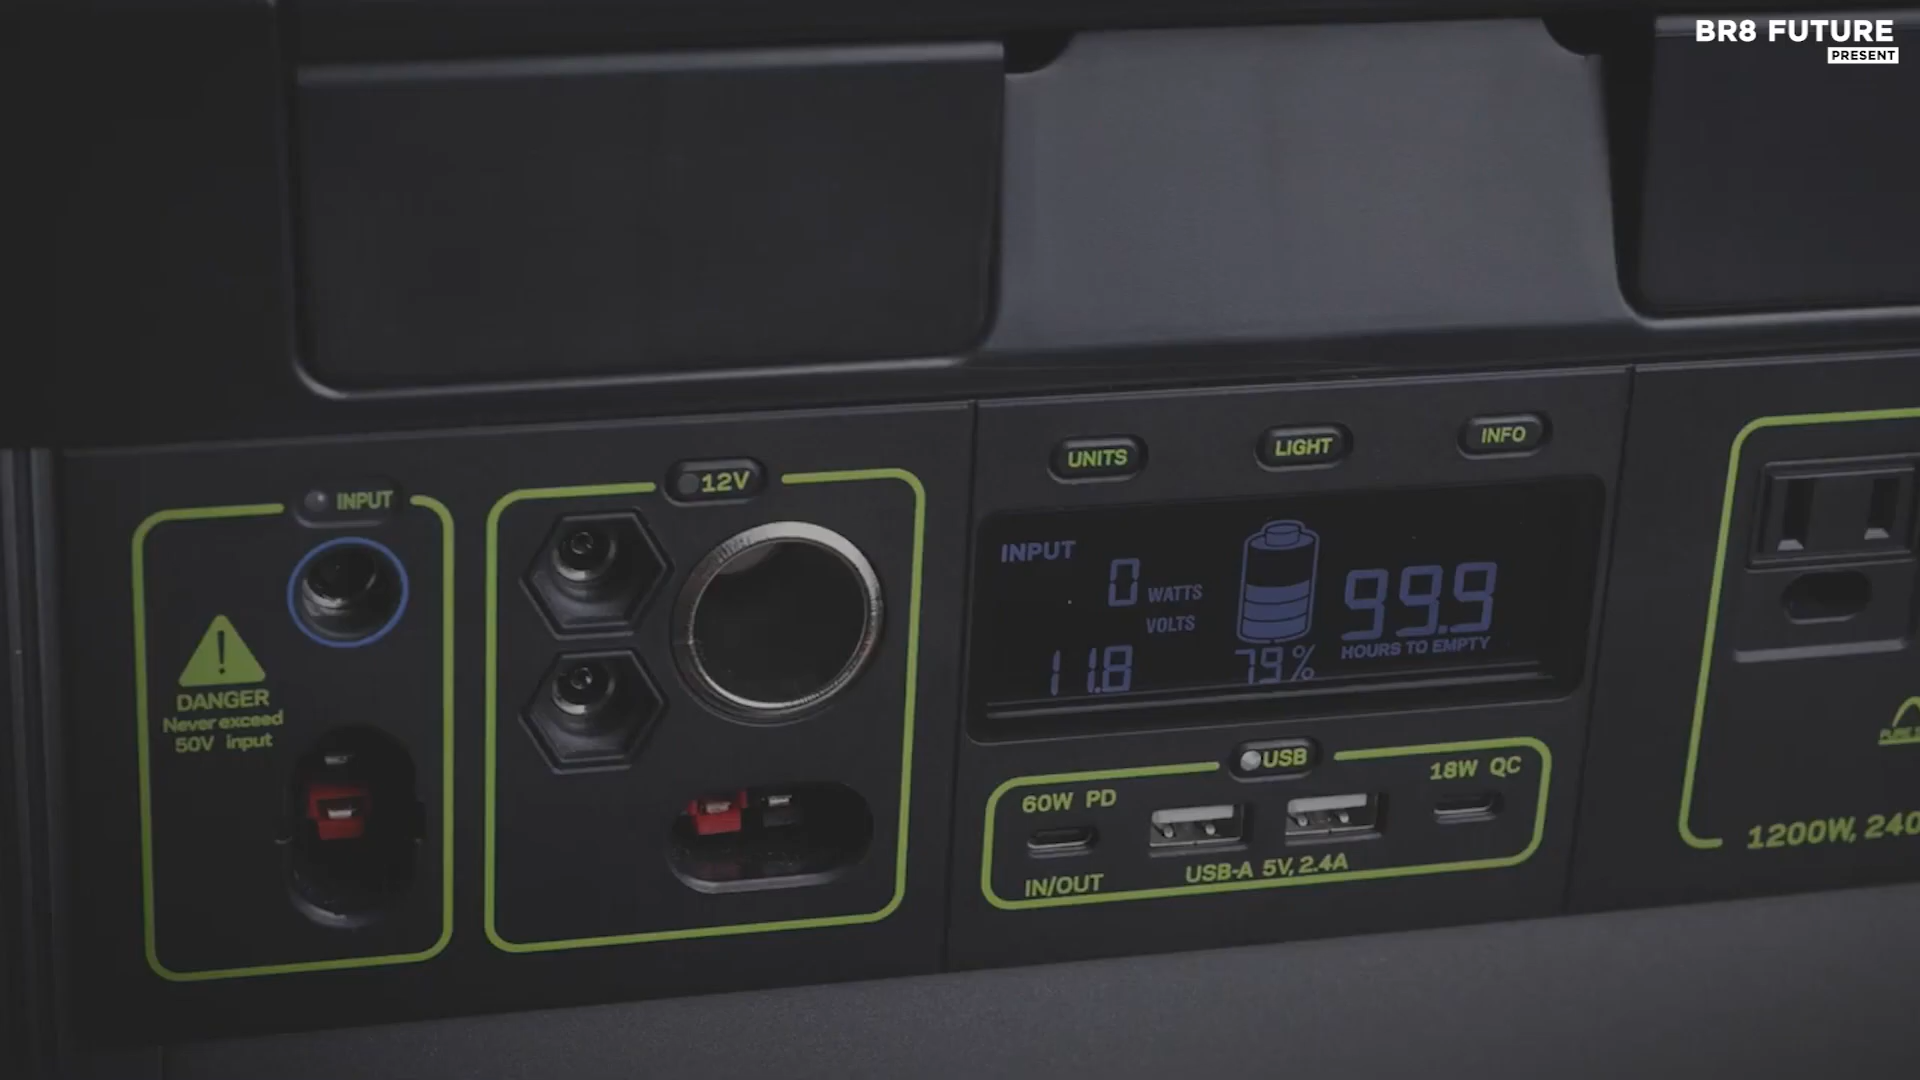 BR8 FUTURE
PRESENT
INPUT
DANGER
Never exceed
50V input
12V
UNITS
LIGHT
INFO
INPUT
0 WATTS
VOLTS
11.8
79%
99.9
HOURS TO EMPTY
USB
60W PD
18W QC
IN/OUT
USB-A 5V, 2.4A
1200W, 240